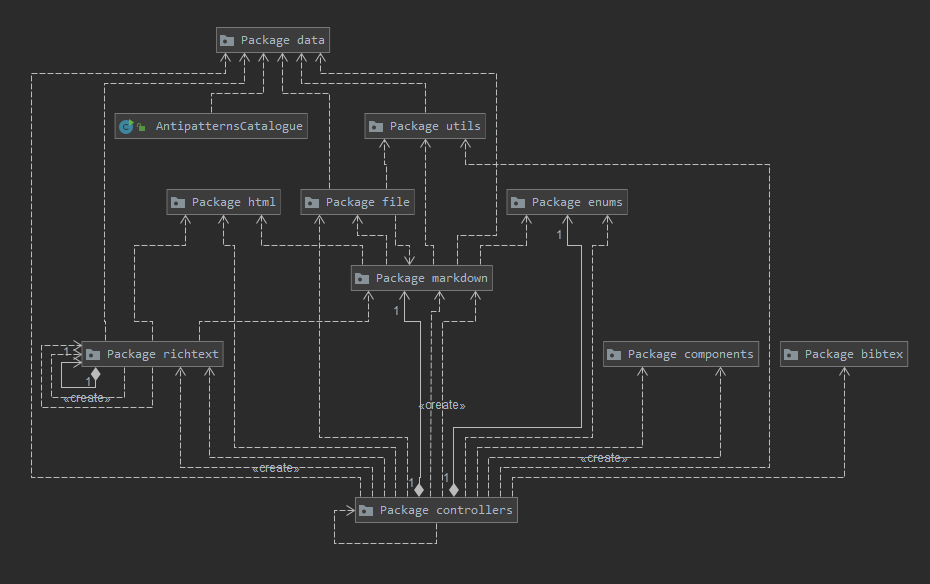 Package data
AntipatternsCatalogue
Package utils
Package html
Package file
Package enums
1
Package markdown
1
Package richtext
Package components
Package bibtex
1
1
«create»
«create»
«create»
«create»
1
1
Package controllers